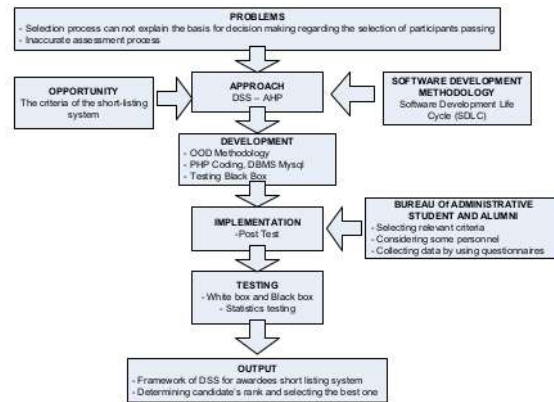 PROBLEMS
- Selection process can not explain the basis for decision making regarding the selection of participants passing
- Inaccurate assessment process
OPPORTUNITY
The criteria of the short-listing
system
APPROACH
DSS – AHP
SOFTWARE DEVELOPMENT
METHODOLOGY
Software Development Life
Cycle (SDLC)
DEVELOPMENT
- OOD Methodology
- PHP Coding, DBMS Mysql
- Testing Black Box
IMPLEMENTATION
-Post Test
BUREAU Of ADMINISTRATIVE
STUDENT AND ALUMNI
- Selecting relevant criteria
- Considering some personnel
- Collecting data by using questionnaires
TESTING
- White box and Black box
- Statistics testing
OUTPUT
- Framework of DSS for awardees short listing system
- Determining candidate's rank and selecting the best one